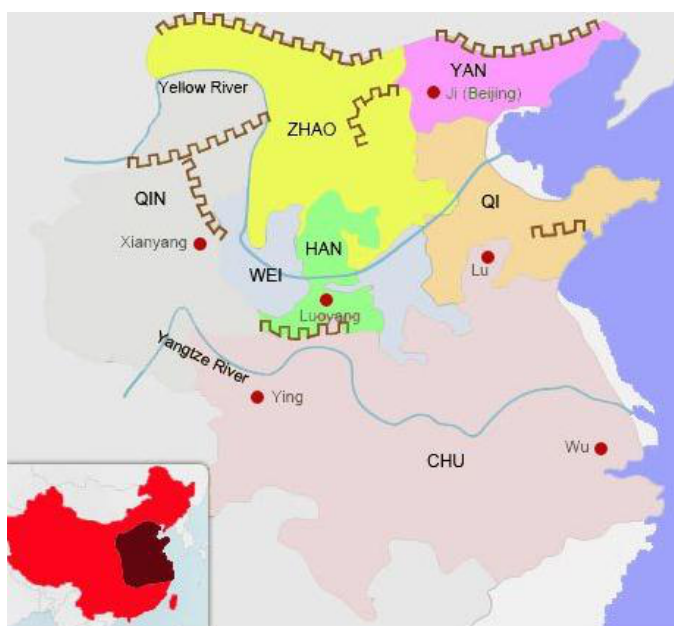 YAN
Yellow River
Ji (Beijing)
ZHAO
QIN
QI
Xianyang
HAN
Lu
WEI
Luoyang
Yangtze River
Ying
Wu
CHU